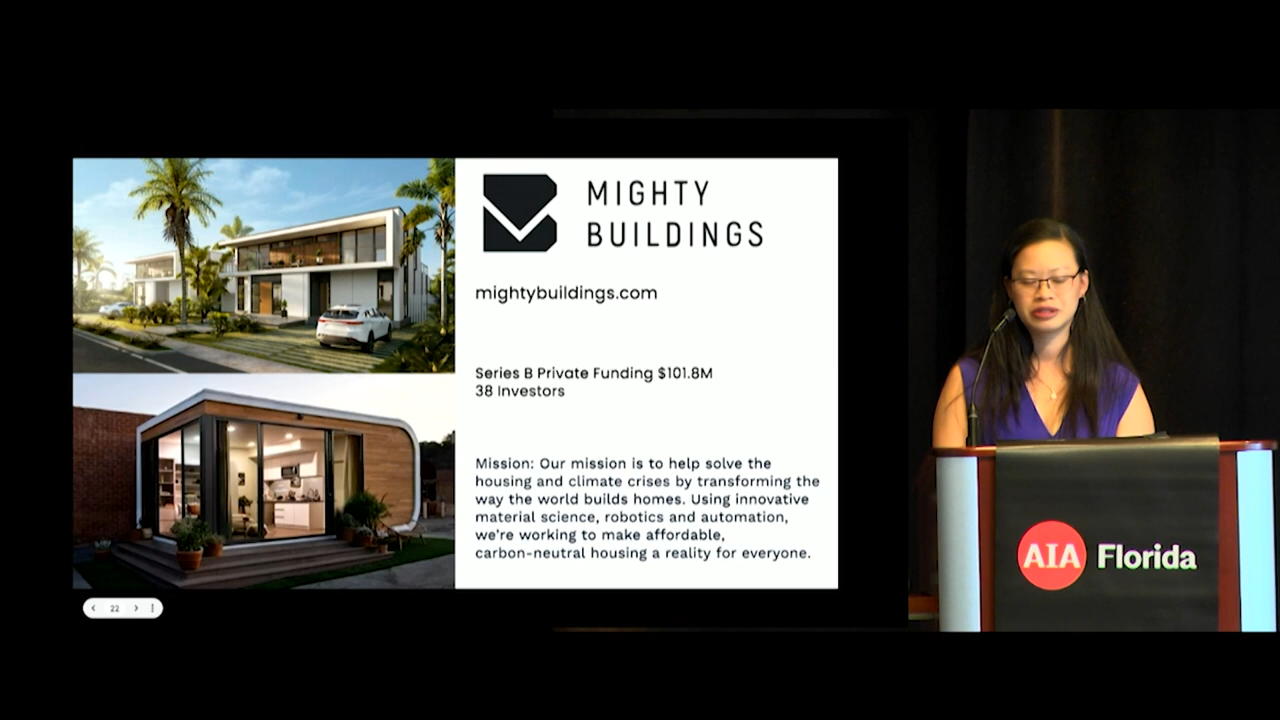 MIGHTY
BUILDINGS
mightybuildings.com
Series B Private Funding $101.8M
38 Investors
Mission: Our mission is to help solve the
housing and climate crises by transforming the
way the world builds homes. Using innovative
material science, robotics and automation,
we're working to make affordable,
carbon-neutral housing a reality for everyone.
22
AIA Florida